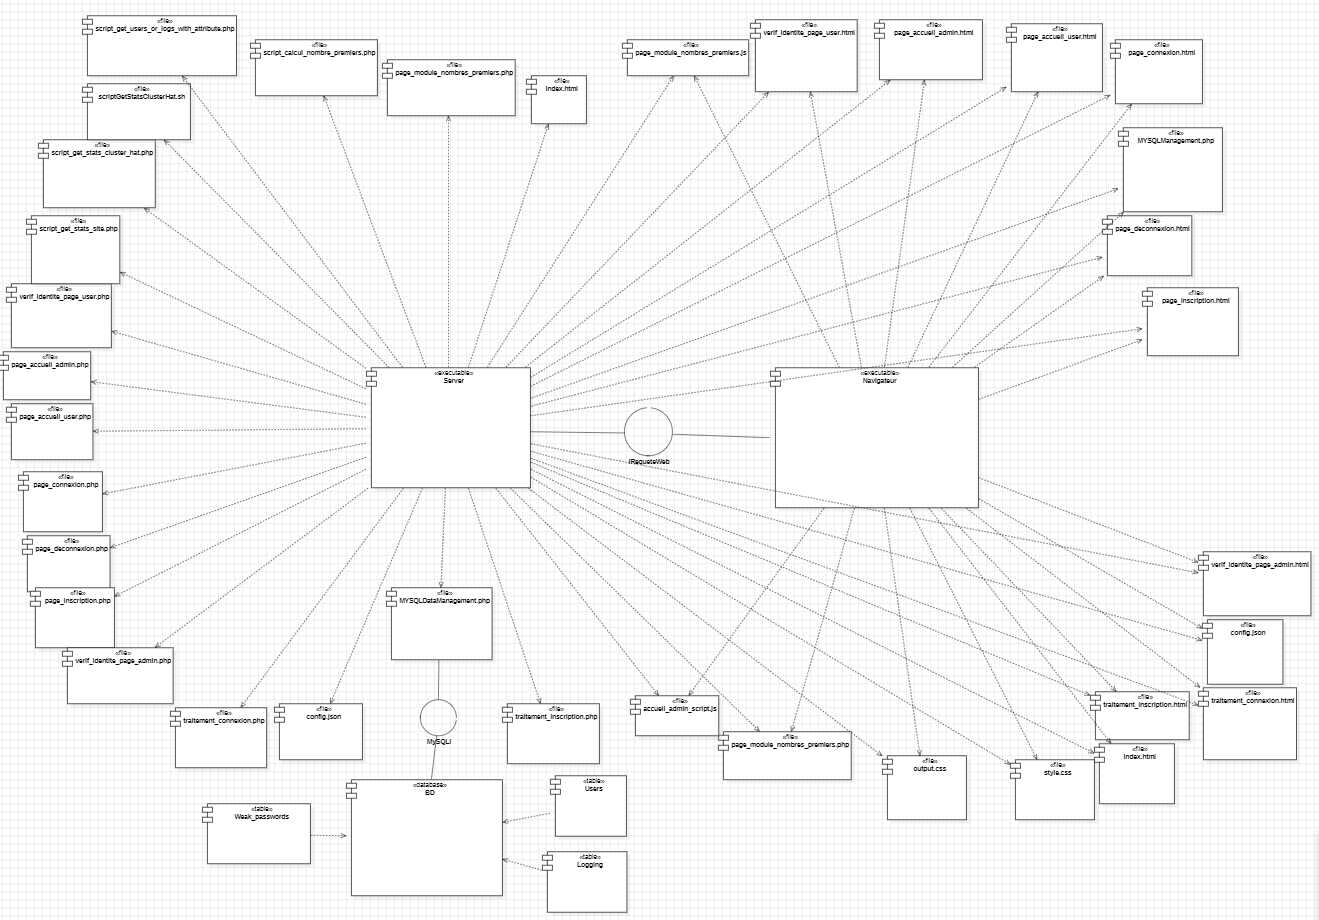 «file»
script_get_users_or_logs_with_attribute.php
«file»
script_calcul_nombre_premiers.php
«file»
page_module_nombres_premiers.php
«file»
index.html
«file»
page_module_nombres_premiers.js
«file»
verif_identite_page_user.html
«file»
page_accueil_admin.html
«file»
page_accueil_user.html
«file»
page_connexion.html
«file»
scriptGetStatsClusterHat.sh
«file»
script_get_stats_cluster_hat.php
«file»
MYSQLManagement.php
«file»
script_get_stats_site.php
«file»
page_deconnexion.html
«file»
verif_identite_page_user.php
«file»
page_inscription.html
«file»
page_accueil_admin.php
«executable»
Server
«executable»
Navigateur
«file»
page_accueil_user.php
IRequeteWeb
«file»
page_connexion.php
«file»
page_deconnexion.php
«file»
verif_identite_page_admin.html
«file»
page_inscription.php
«file»
MYSQLDataManagement.php
«file»
config.json
«file»
verif_identite_page_admin.php
«file»
traitement_connexion.php
«file»
config.json
«file»
traitement_inscription.php
«file»
accueil_admin_script.js
«file»
traitement_inscription.html
«file»
traitement_connexion.html
MySQLi
«file»
page_module_nombres_premiers.php
«file»
output.css
«file»
style.css
«file»
index.html
«database»
BD
«table»
Users
«table»
Weak_passwords
«table»
Logging